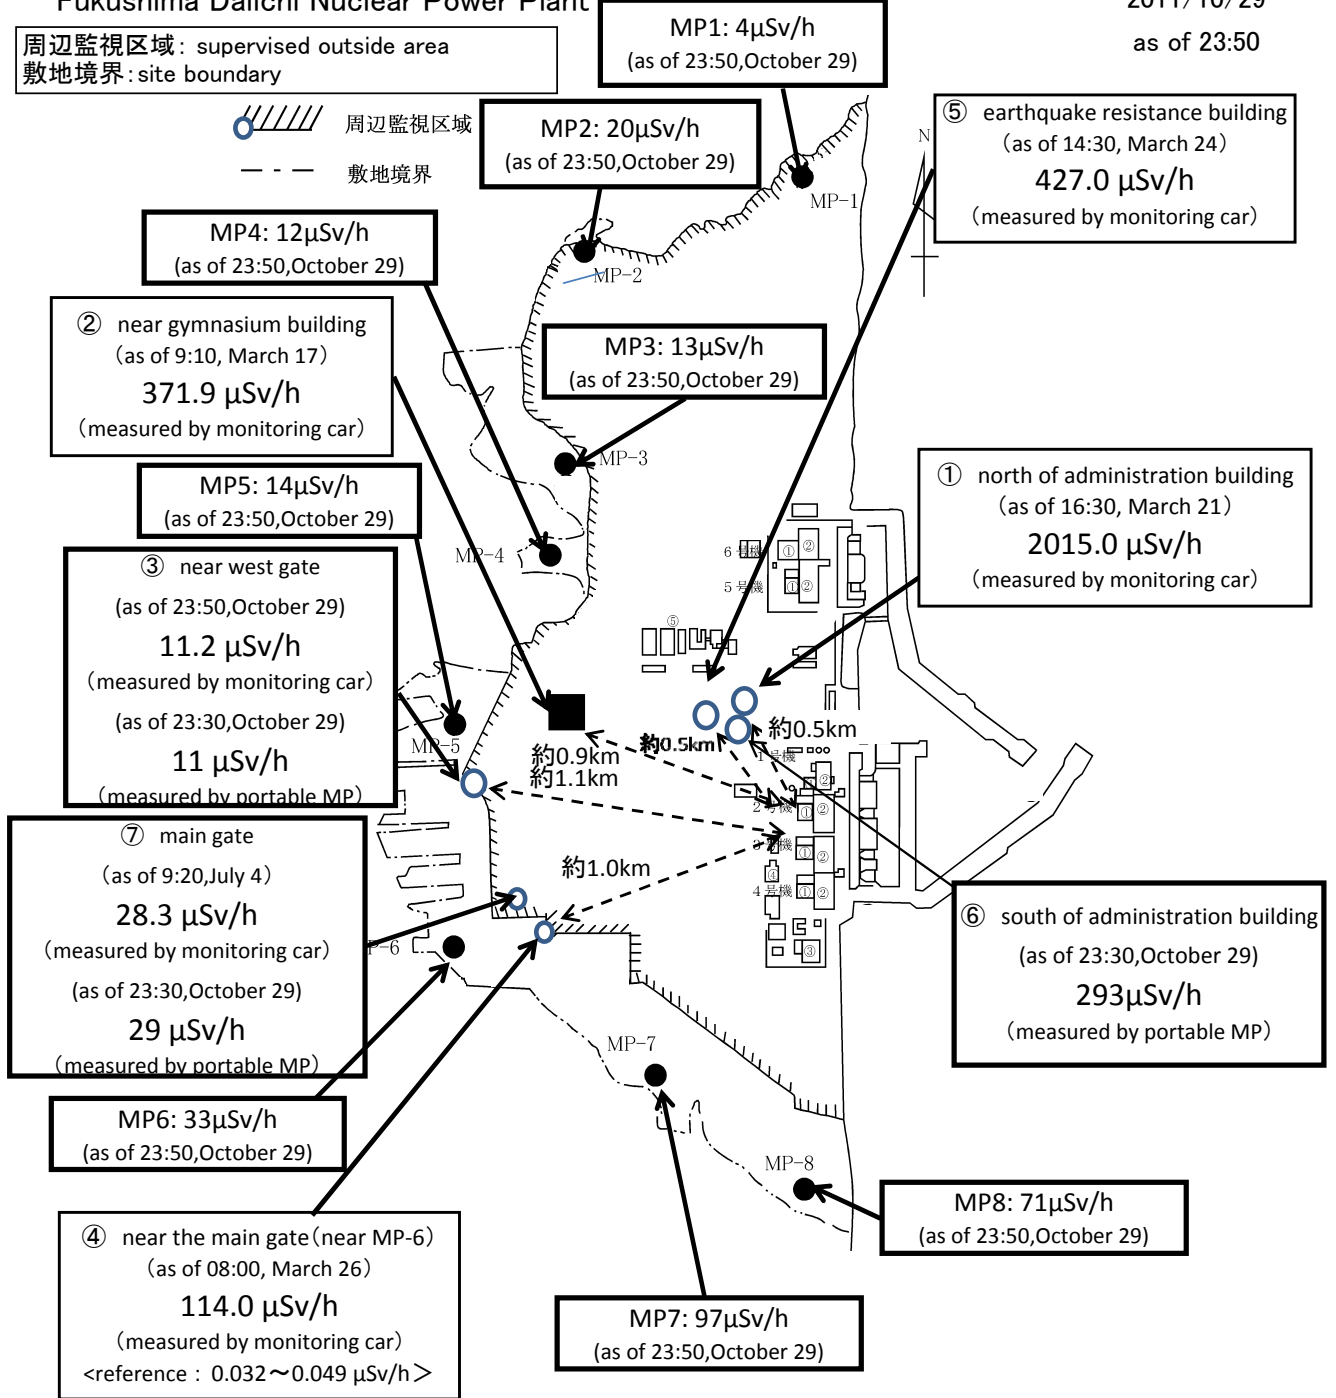 Fukushima Daiichi Nuclear Power Plant
2011/10/29
as of 23:50
周辺監視区域: supervised outside area
敷地境界:site boundary
周辺監視区域
敷地境界
MP1: 4μSv/h
(as of 23:50,October 29)
MP2: 20μSv/h
(as of 23:50,October 29)
⑤ earthquake resistance building
(as of 14:30, March 24)
427.0 μSv/h
(measured by monitoring car)
N
MP-1
MP4: 12μSv/h
(as of 23:50,October 29)
MP-2
② near gymnasium building
(as of 9:10, March 17)
371.9 μSv/h
(measured by monitoring car)
MP3: 13μSv/h
(as of 23:50,October 29)
MP-3
MP5: 14μSv/h
(as of 23:50,October 29)
① north of administration building
(as of 16:30, March 21)
2015.0 μSv/h
(measured by monitoring car)
MP-4
6号機
①
②
5号機
①
②
③ near west gate
(as of 23:50,October 29)
11.2 μSv/h
(measured by monitoring car)
(as of 23:30,October 29)
11 μSv/h
(measured by portable MP)
⑤
MP-5
約0.9km
約1.1km
約0.5km
約0.5km
1号機
②
2号機
①
②
3号機
①
②
④
4号機
①
②
③
約1.0km
⑦ main gate
(as of 9:20,July 4)
28.3 μSv/h
(measured by monitoring car)
(as of 23:30,October 29)
29 μSv/h
(measured by portable MP)
P-6
⑥ south of administration building
(as of 23:30,October 29)
293μSv/h
(measured by portable MP)
MP-7
MP6: 33μSv/h
(as of 23:50,October 29)
MP-8
MP8: 71μSv/h
(as of 23:50,October 29)
④ near the main gate(near MP-6)
(as of 08:00, March 26)
114.0 μSv/h
(measured by monitoring car)
<reference : 0.032〜0.049 μSv/h>
MP7: 97μSv/h
(as of 23:50,October 29)